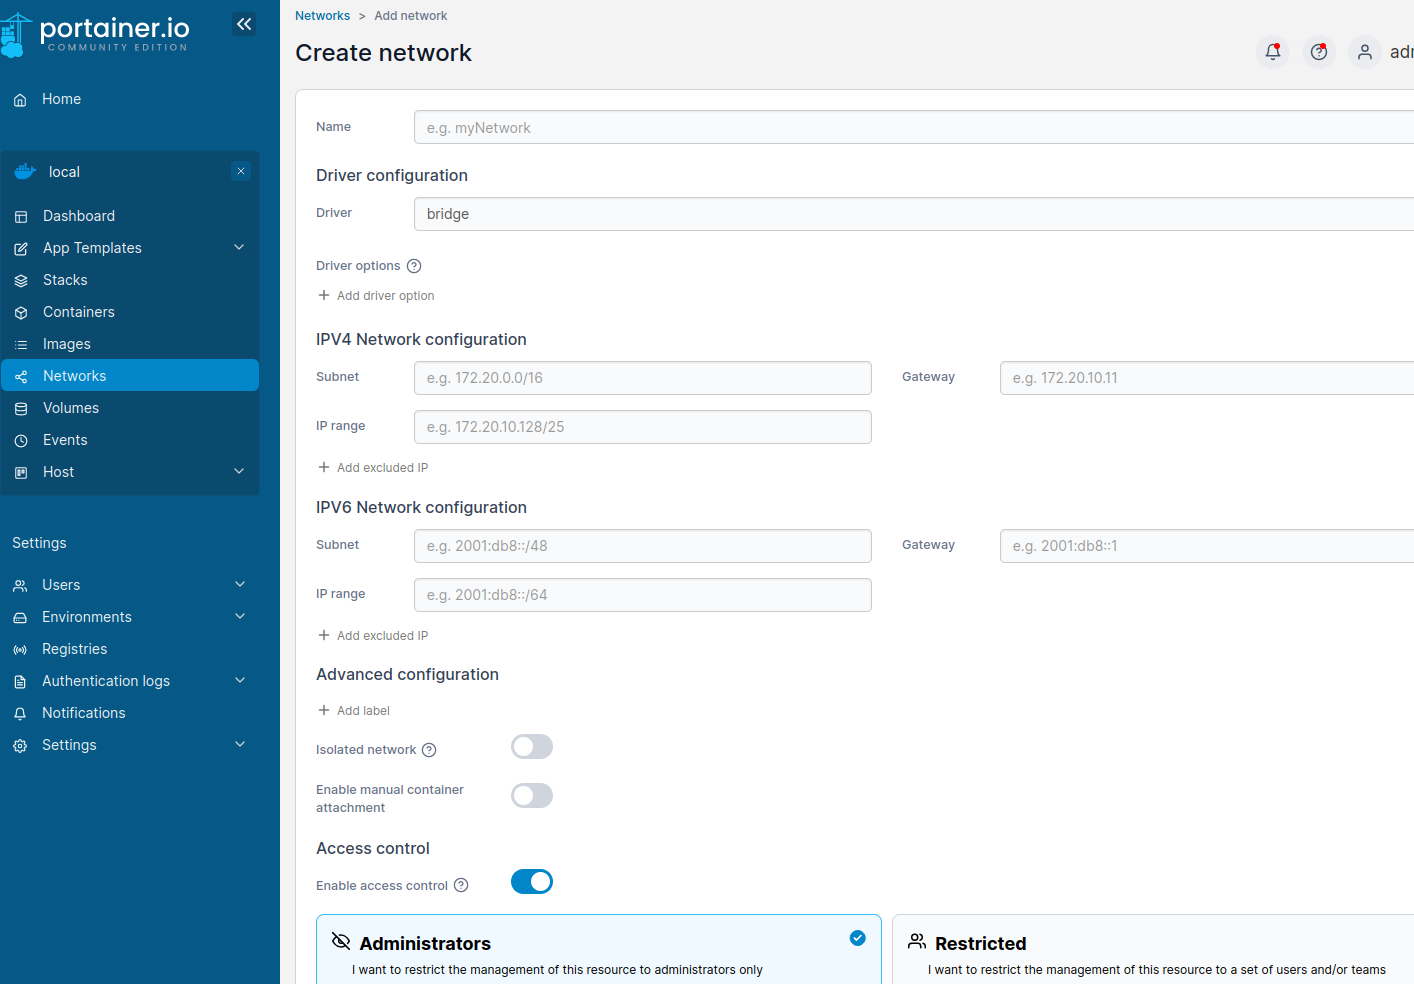 portainer.io
COMMUNITY EDITION
Home
local
Dashboard
App Templates
Stacks
Containers
Images
Networks
Volumes
Events
Host
Settings
Users
Environments
Registries
Authentication logs
Notifications
Settings
Networks > Add network
Create network
Name
e.g. myNetwork
Driver configuration
Driver
bridge
Driver options
Add driver option
IPV4 Network configuration
Subnet
e.g. 172.20.0.0/16
Gateway
e.g. 172.20.10.11
IP range
e.g. 172.20.10.128/25
Add excluded IP
IPV6 Network configuration
Subnet
e.g. 2001:db8::/48
Gateway
e.g. 2001:db8::1
IP range
e.g. 2001:db8::/64
Add excluded IP
Advanced configuration
Add label
Isolated network
Enable manual container
attachment
Access control
Enable access control
Administrators
I want to restrict the management of this resource to administrators only
Restricted
I want to restrict the management of this resource to a set of users and/or teams